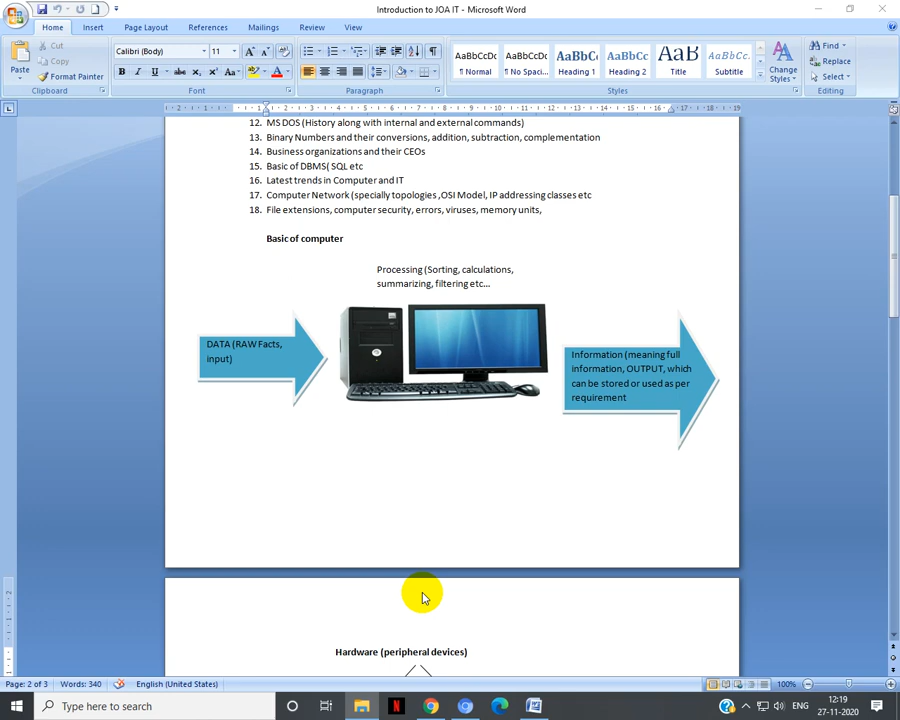 Introduction to JOA IT - Microsoft Word
Home Insert Page Layout References Mailings Review View
Paste
Cut
Copy
Format Painter
Clipboard
Calibri (Body) 11
Font
Paragraph
AaBbCcDc AaBbCcDc AaBbC AaBbCc AaB AaBbCc.
¶ Normal ¶ No Spaci... Heading 1 Heading 2 Title Subtitle
Change
Styles
Styles
Find
Replace
Select
Editing
12. MS DOS (History along with internal and external commands)
13. Binary Numbers and their conversions, addition, subtraction, complementation
14. Business organizations and their CEOs
15. Basic of DBMS( SQL etc
16. Latest trends in Computer and IT
17. Computer Network (specially topologies ,OSI Model, IP addressing classes etc
18. File extensions, computer security, errors, viruses, memory units,
Basic of computer
Processing (Sorting, calculations,
summarizing, filtering etc...
DATA (RAW Facts,
input)
Information (meaning full
information, OUTPUT, which
can be stored or used as per
requirement
Hardware (peripheral devices)
Page: 2 of 3 Words: 340 English (United States) 100%
Type here to search
ENG
12:19
27-11-2020